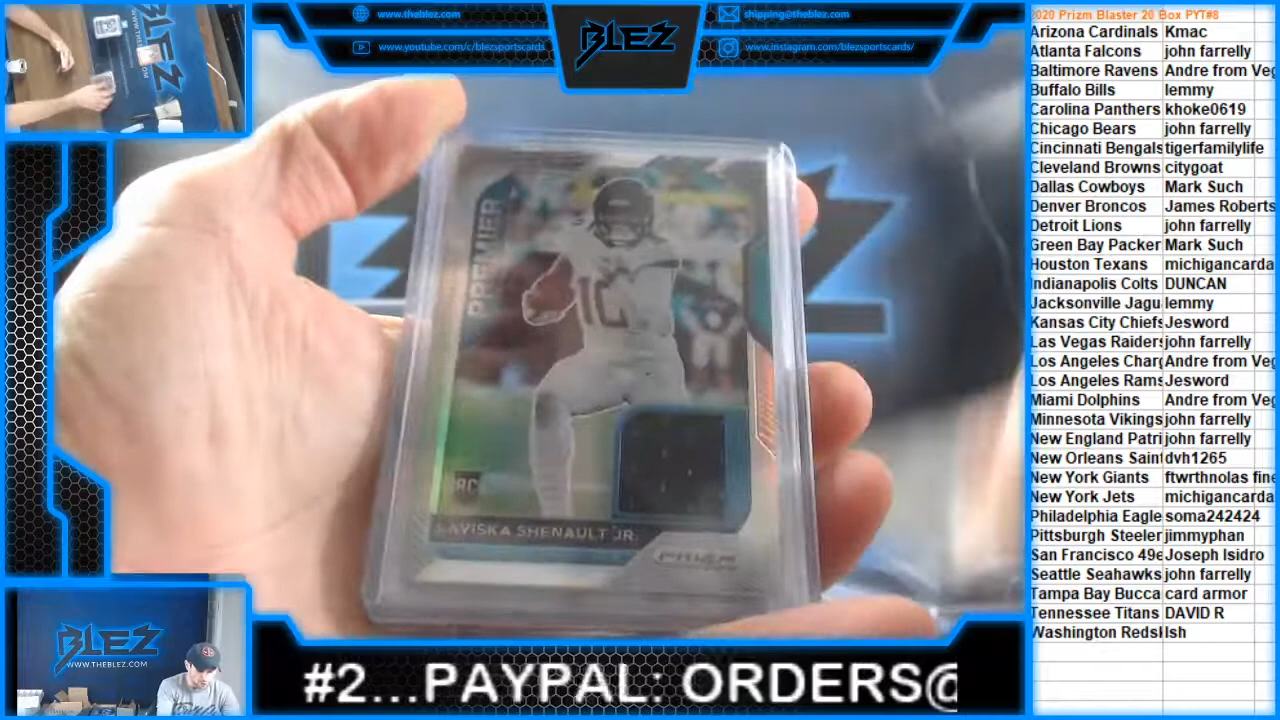 www.theblez.com
shipping@theblez.com
www.youtube.com/c/blezsportscards
www.instagram.com/blezsportscards/
BLEZ
PREMIER
10
RC
LAVISKA SHENAULT JR.
PRIZM
BLEZ
WWW.THEBLEZ.COM
#2...PAYPAL: ORDERS@
2020 Prizm Blaster 20 Box PYT#8
Arizona Cardinals Kmac
Atlanta Falcons john farrelly
Baltimore Ravens Andre from Veg
Buffalo Bills lemmy
Carolina Panthers khoke0619
Chicago Bears john farrelly
Cincinnati Bengals tigerfamilylife
Cleveland Browns citygoat
Dallas Cowboys Mark Such
Denver Broncos James Roberts
Detroit Lions john farrelly
Green Bay Packer Mark Such
Houston Texans michigancarda
Indianapolis Colts DUNCAN
Jacksonville Jagu lemmy
Kansas City Chiefs Jesword
Las Vegas Raiders john farrelly
Los Angeles Charg Andre from Veg
Los Angeles Rams Jesword
Miami Dolphins Andre from Veg
Minnesota Vikings john farrelly
New England Patri john farrelly
New Orleans Saint dvh1265
New York Giants ftwrthnolas fine
New York Jets michigancarda
Philadelphia Eagle soma242424
Pittsburgh Steeler jimmyphan
San Francisco 49e Joseph Isidro
Seattle Seahawks john farrelly
Tampa Bay Bucca card armor
Tennessee Titans DAVID R
Washington Redsk Ish